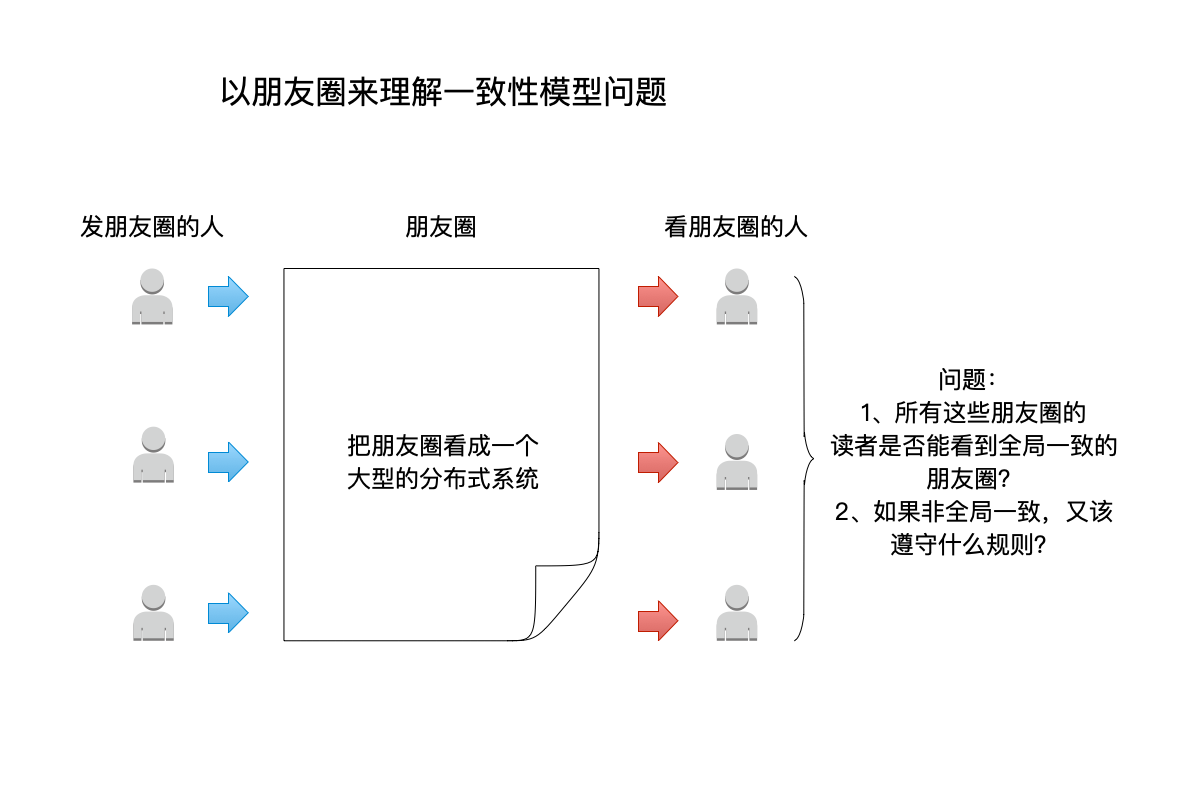 以朋友圈来理解一致性模型问题
发朋友圈的人
朋友圈
看朋友圈的人
把朋友圈看成一个
大型的分布式系统
问题：
1、所有这些朋友圈的
读者是否能看到全局一致的
朋友圈？
2、如果非全局一致，又该
遵守什么规则？